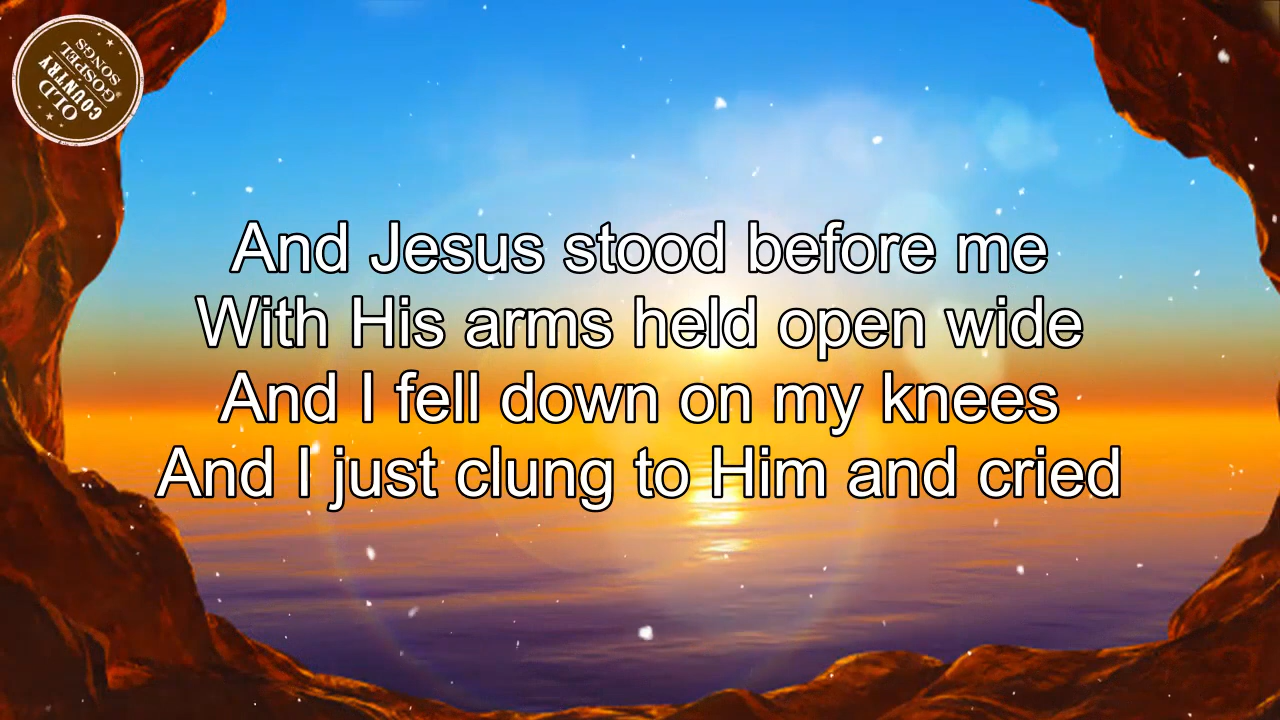 OLD
COUNTRY
GOSPEL
SONGS
And Jesus stood before me
With His arms held open wide
And I fell down on my knees
And I just clung to Him and cried